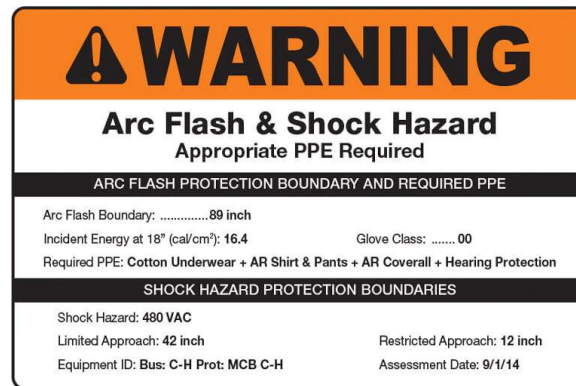 WARNING
Arc Flash & Shock Hazard
Appropriate PPE Required
ARC FLASH PROTECTION BOUNDARY AND REQUIRED PPE
Arc Flash Boundary: ..............89 inch
Incident Energy at 18" (cal/cm²): 16.4 Glove Class: ....... 00
Required PPE: Cotton Underwear + AR Shirt & Pants + AR Coverall + Hearing Protection
SHOCK HAZARD PROTECTION BOUNDARIES
Shock Hazard: 480 VAC
Limited Approach: 42 inch Restricted Approach: 12 inch
Equipment ID: Bus: C-H Prot: MCB C-H Assessment Date: 9/1/14